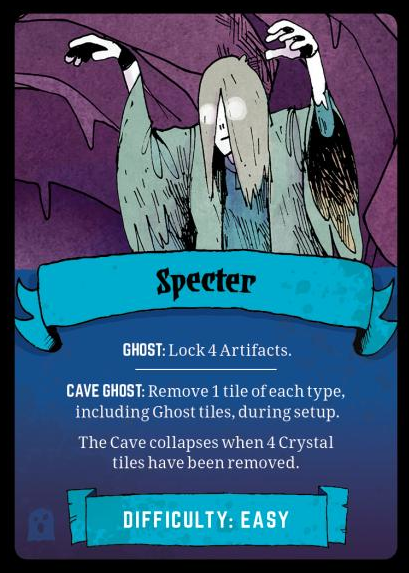 Specter
GHOST: Lock 4 Artifacts.
CAVE GHOST: Remove 1 tile of each type,
including Ghost tiles, during setup.
The Cave collapses when 4 Crystal
tiles have been removed.
DIFFICULTY: EASY